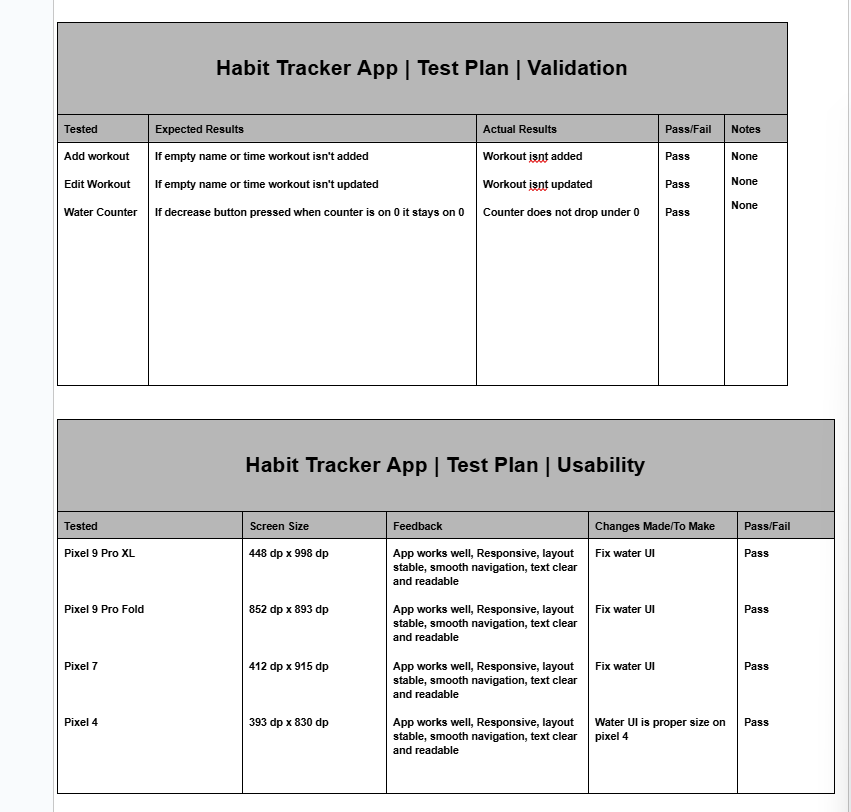 Habit Tracker App | Test Plan | Validation
Tested Expected Results Actual Results Pass/Fail Notes
Add workout If empty name or time workout isn't added Workout isnt added Pass None
Edit Workout If empty name or time workout isn't updated Workout isnt updated Pass None
Water Counter If decrease button pressed when counter is on 0 it stays on 0 Counter does not drop under 0 Pass None
Habit Tracker App | Test Plan | Usability
Tested Screen Size Feedback Changes Made/To Make Pass/Fail
Pixel 9 Pro XL 448 dp x 998 dp App works well, Responsive, layout Fix water UI Pass
stable, smooth navigation, text clear
and readable
Pixel 9 Pro Fold 852 dp x 893 dp App works well, Responsive, layout Fix water UI Pass
stable, smooth navigation, text clear
and readable
Pixel 7 412 dp x 915 dp App works well, Responsive, layout Fix water UI Pass
stable, smooth navigation, text clear
and readable
Pixel 4 393 dp x 830 dp App works well, Responsive, layout Water UI is proper size on Pass
stable, smooth navigation, text clear pixel 4
and readable